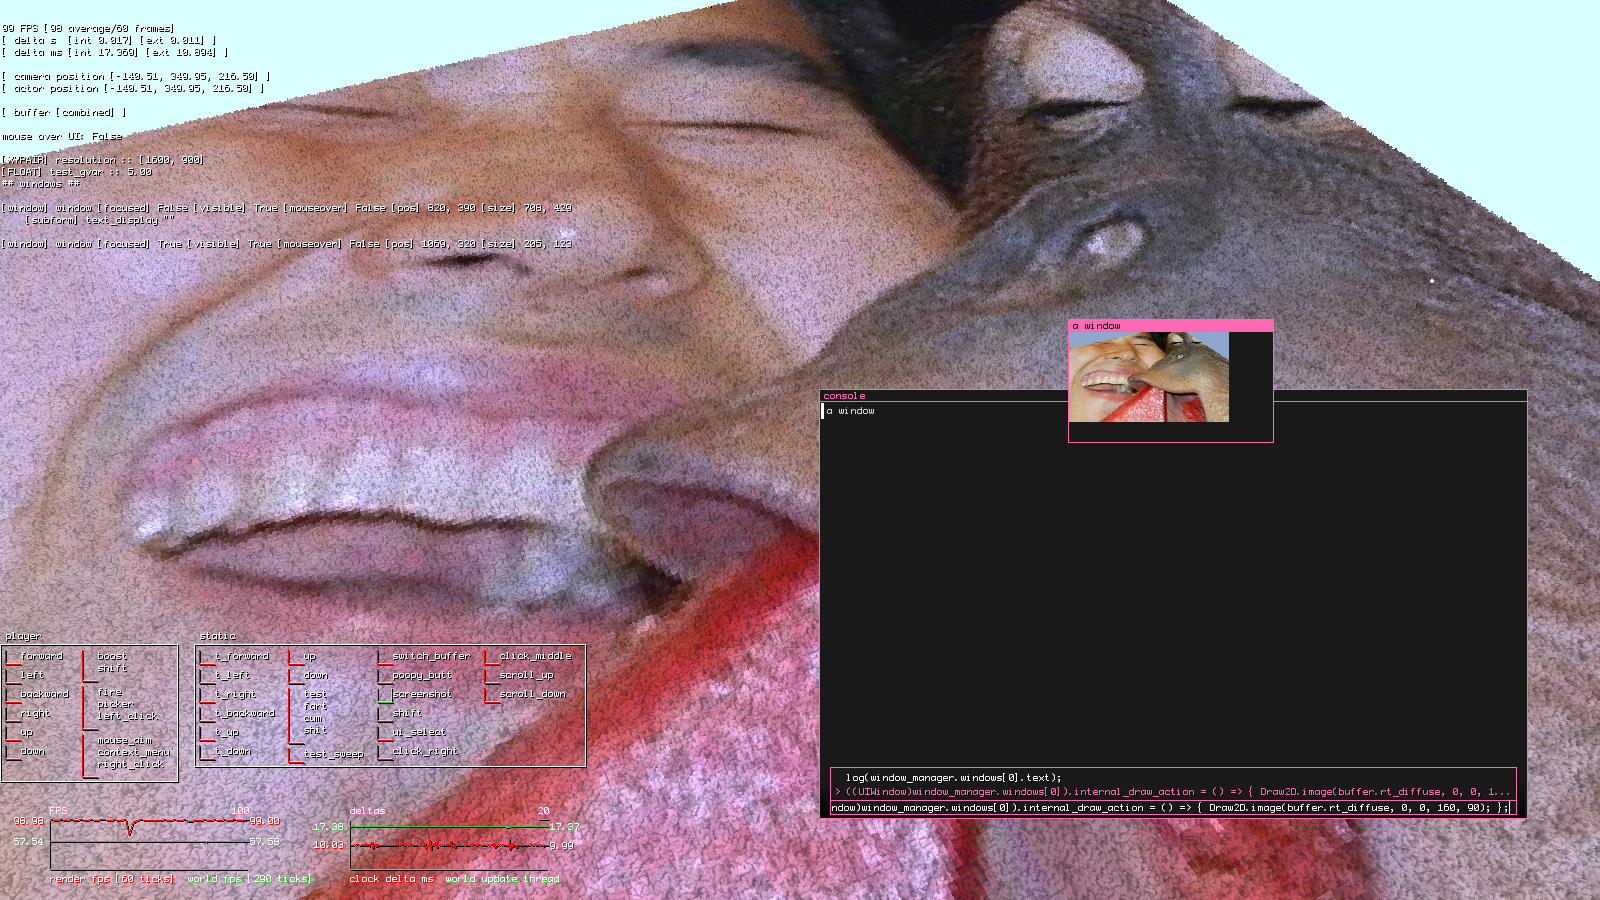 99 FPS [98 average/60 frames]
[ delta s  [int 0.017] [ext 0.011] ]
[ delta ms [int 17.369] [ext 10.894] ]
[ camera position [-140.51, 349.95, 216.50] ]
[ actor position [-140.51, 349.95, 216.50] ]
[ buffer [combined] ]
mouse over UI: False
[XYPAIR] resolution :: [1600, 900]
[FLOAT] test_gvar :: 5.00
## windows ##
[window] window [focused] False [visible] True [mouseover] False [pos] 820, 390 [size] 708, 429
[subform] text_display ""
[window] window [focused] True [visible] True [mouseover] False [pos] 1069, 320 [size] 205, 123
a window
console
a window
log(window_manager.windows[0].text);
> ((UIWindow)window_manager.windows[0]).internal_draw_action = () => { Draw2D.image(buffer.rt_diffuse, 0, 0, 1...
ndow)window_manager.windows[0]).internal_draw_action = () => { Draw2D.image(buffer.rt_diffuse, 0, 0, 160, 90); };
player
forward
left
backward
right
up
down
boost
shift
fire
picker
left_click
mouse_aim
context_menu
right_click
static
t_forward
t_left
t_right
t_backward
t_up
t_down
up
down
test
fart
cum
shit
test_sweep
switch_buffer
poopy_butt
screenshot
shift
ui_select
click_right
click_middle
scroll_up
scroll_down
FPS 100
98.98 99.00
57.54 57.58
render fps [60 ticks] world fps [290 ticks]
deltas 20
17.38 17.37
10.03 9.99
clock delta ms world update thread